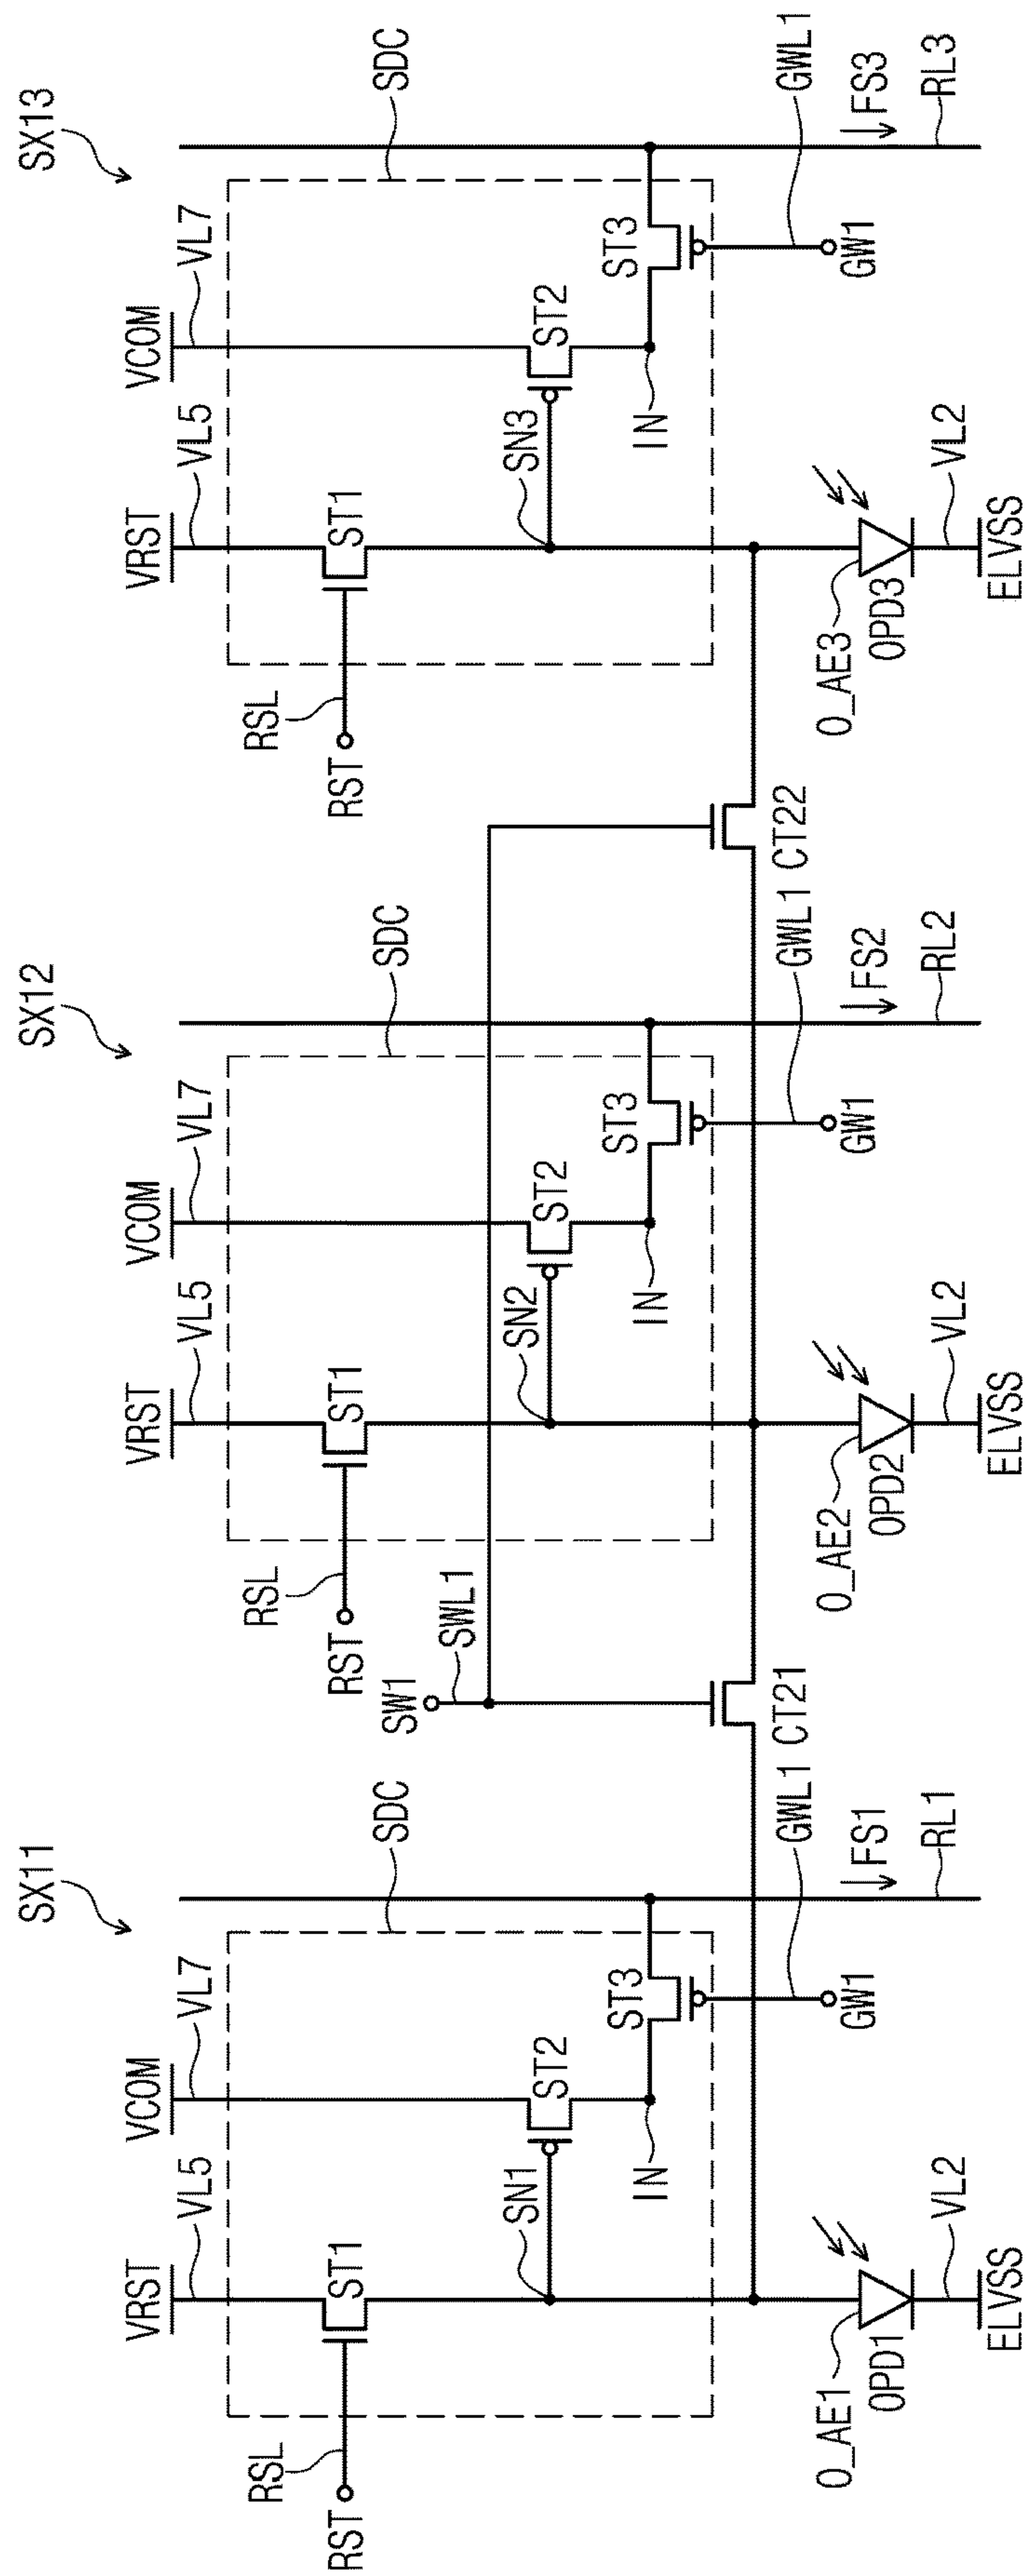 SX11
VRST
VL5
VCOM
VL7
SDC
RSL
RST
ST1
SN1
ST2
ST3
IN
GWL1
GW1
FS1
RL1
O_AE1
OPD1
VL2
ELVSS
SW1
SWL1
CT21
SX12
VRST
VL5
VCOM
VL7
SDC
RSL
RST
ST1
SN2
ST2
ST3
IN
GWL1
GW1
FS2
RL2
O_AE2
OPD2
VL2
ELVSS
CT22
SX13
VRST
VL5
VCOM
VL7
SDC
RSL
RST
ST1
SN3
ST2
ST3
IN
GWL1
GW1
FS3
RL3
O_AE3
OPD3
VL2
ELVSS